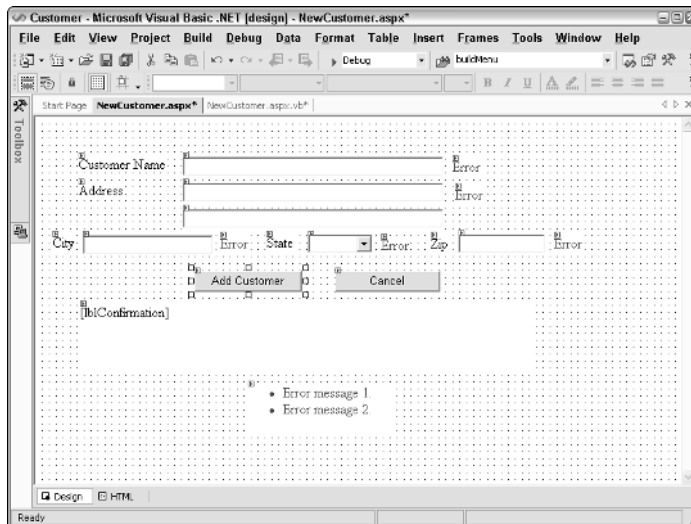 Customer - Microsoft Visual Basic .NET [design] - NewCustomer.aspx*
File Edit View Project Build Debug Data Format Table Insert Frames Tools Window Help
Debug buildMenu
B I U A
Start Page NewCustomer.aspx* NewCustomer.aspx.vb*
Toolbox
Customer Name Error
Address Error
City Error State Error Zip Error
Add Customer Cancel
[lblConfirmation]
• Error message 1.
• Error message 2.
Design HTML
Ready